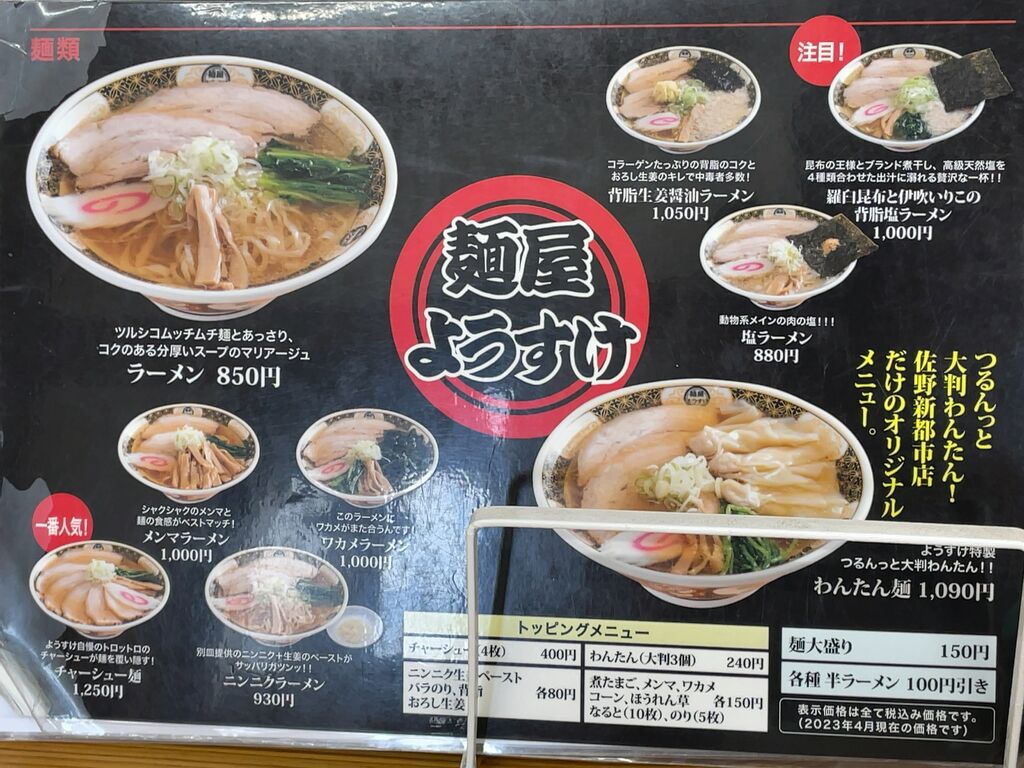 麺類
ツルシコムッチムチ麺とあっさり、
コクのある分厚いスープのマリアージュ
ラーメン 850円
麺屋
ようすけ
コラーゲンたっぷりの背脂のコクと
おろし生姜のキレで中毒者多数!
背脂生姜醤油ラーメン
1,050円
注目!
昆布の王様とブランド煮干し、高級天然塩を
4種類合わせた出汁に溺れる贅沢な一杯!!
羅臼昆布と伊吹いりこの
背脂塩ラーメン
1,000円
動物系メインの肉の塩!!!
塩ラーメン
880円
つるんっと
大判わんたん!
佐野新都市店
だけのオリジナル
メニュー。
ようすけ特製
つるんっと大判わんたん!!
わんたん麺 1,090円
シャクシャクのメンマと
麺の食感がベストマッチ!
メンマラーメン
1,000円
このラーメンに
ワカメがまた合うんです!
ワカメラーメン
1,000円
一番人気!
ようすけ自慢のトロットロの
チャーシューが麺を覆い隠す!
チャーシュー麺
1,250円
別皿提供のニンニク+生姜のペーストが
サッパリガツンッ!!
ニンニクラーメン
930円
トッピングメニュー
チャーシュー(4枚) 400円
ニンニク生 ペースト
バラのり、背
おろし生姜 各80円
わんたん(大判3個) 240円
煮たまご、メンマ、ワカメ
コーン、ほうれん草 各150円
なると(10枚)、のり(5枚)
麺大盛り 150円
各種 半ラーメン 100円引き
表示価格は全て税込み価格です。
(2023年4月現在の価格です)